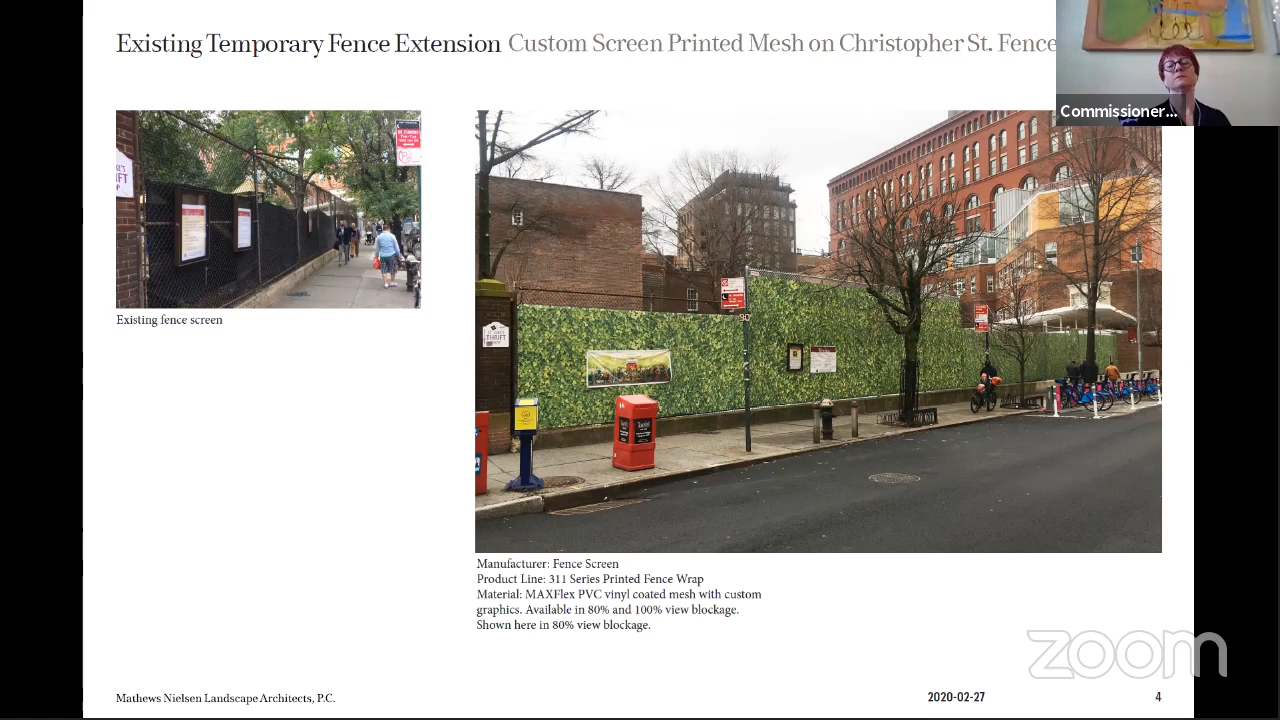 Existing Temporary Fence Extension Custom Screen Printed Mesh on Christopher St. Fence
Commissioner...
THRIFT
Existing fence screen
Manufacturer: Fence Screen
Product Line: 311 Series Printed Fence Wrap
Material: MAXFlex PVC vinyl coated mesh with custom
graphics. Available in 80% and 100% view blockage.
Shown here in 80% view blockage.
zoom
Mathews Nielsen Landscape Architects, P.C.
2020-02-27
4